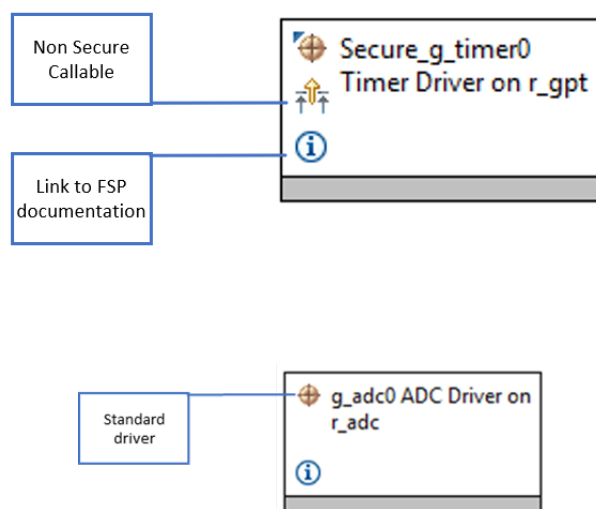 Non Secure
Callable
Secure_g_timer0
Timer Driver on r_gpt
Link to FSP
documentation
Standard
driver
g_adc0 ADC Driver on
r_adc